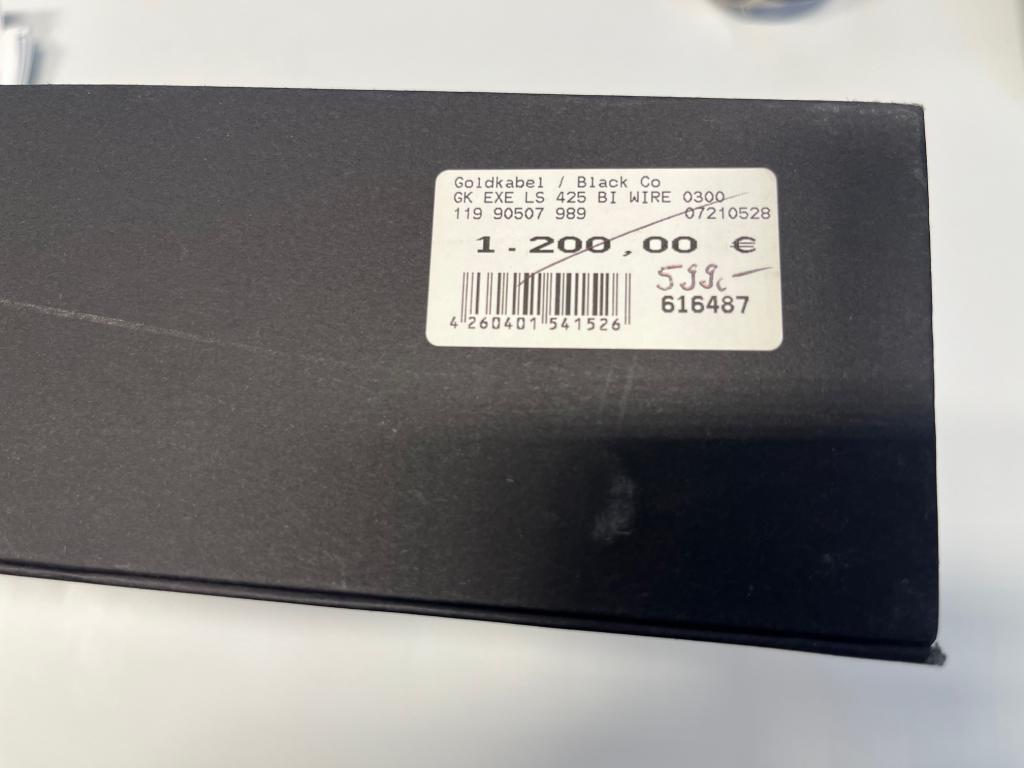 Goldkabel / Black Co
GK EXE LS 425 BI WIRE 0300
119 90507 989 07210528
1.200,00 €
599,-
616487
4 260401 541526